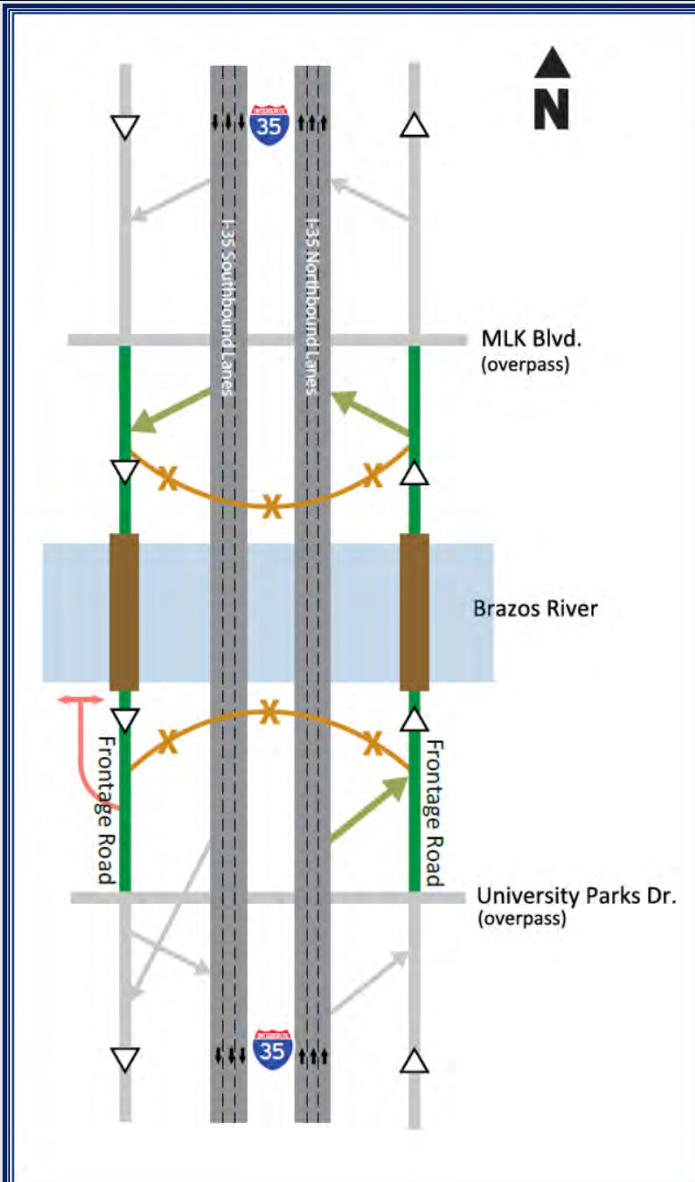 35
N
I-35 Southbound Lanes
I-35 Northbound Lanes
MLK Blvd.
(overpass)
X X X
Brazos River
X X X
Frontage Road
Frontage Road
University Parks Dr.
(overpass)
35